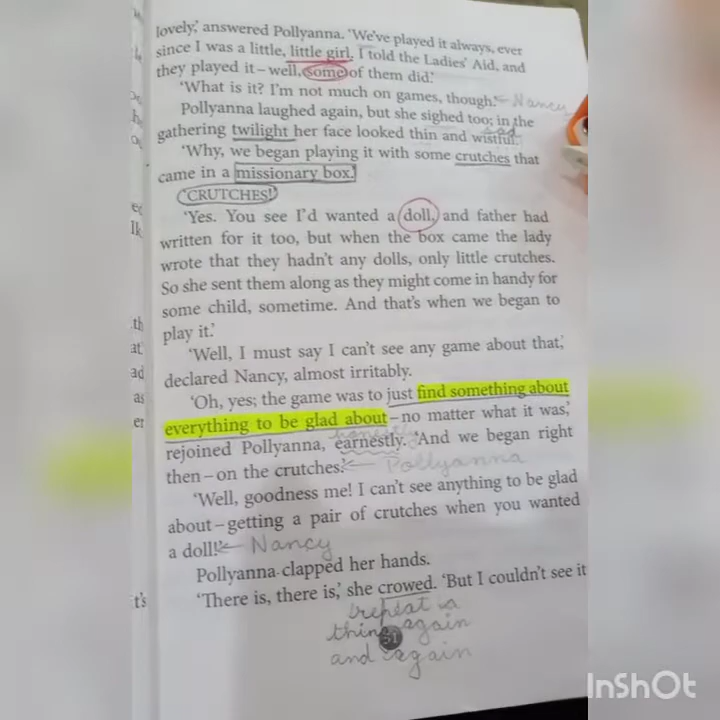 lovely,' answered Pollyanna. 'We've played it always, ever
since I was a little, little girl. I told the Ladies' Aid, and
they played it – well, some of them did.'
'What is it? I'm not much on games, though.' Nancy
Pollyanna laughed again, but she sighed too; in the
sad
gathering twilight her face looked thin and wistful.
'Why, we began playing it with some crutches that
came in a missionary box.'
'CRUTCHES!'
'Yes. You see I'd wanted a doll, and father had
written for it too, but when the box came the lady
wrote that they hadn't any dolls, only little crutches.
So she sent them along as they might come in handy for
some child, sometime. And that's when we began to
play it.'
'Well, I must say I can't see any game about that,'
declared Nancy, almost irritably.
'Oh, yes; the game was to just find something about
everything to be glad about – no matter what it was,'
honestly
rejoined Pollyanna, earnestly. 'And we began right
then – on the crutches.' Pollyanna
'Well, goodness me! I can't see anything to be glad
about – getting a pair of crutches when you wanted
a doll!' Nancy
Pollyanna clapped her hands.
'There is, there is,' she crowed. 'But I couldn't see it
repeat a
thing again
and again
th
at
ad
as
er
t's
InShOt